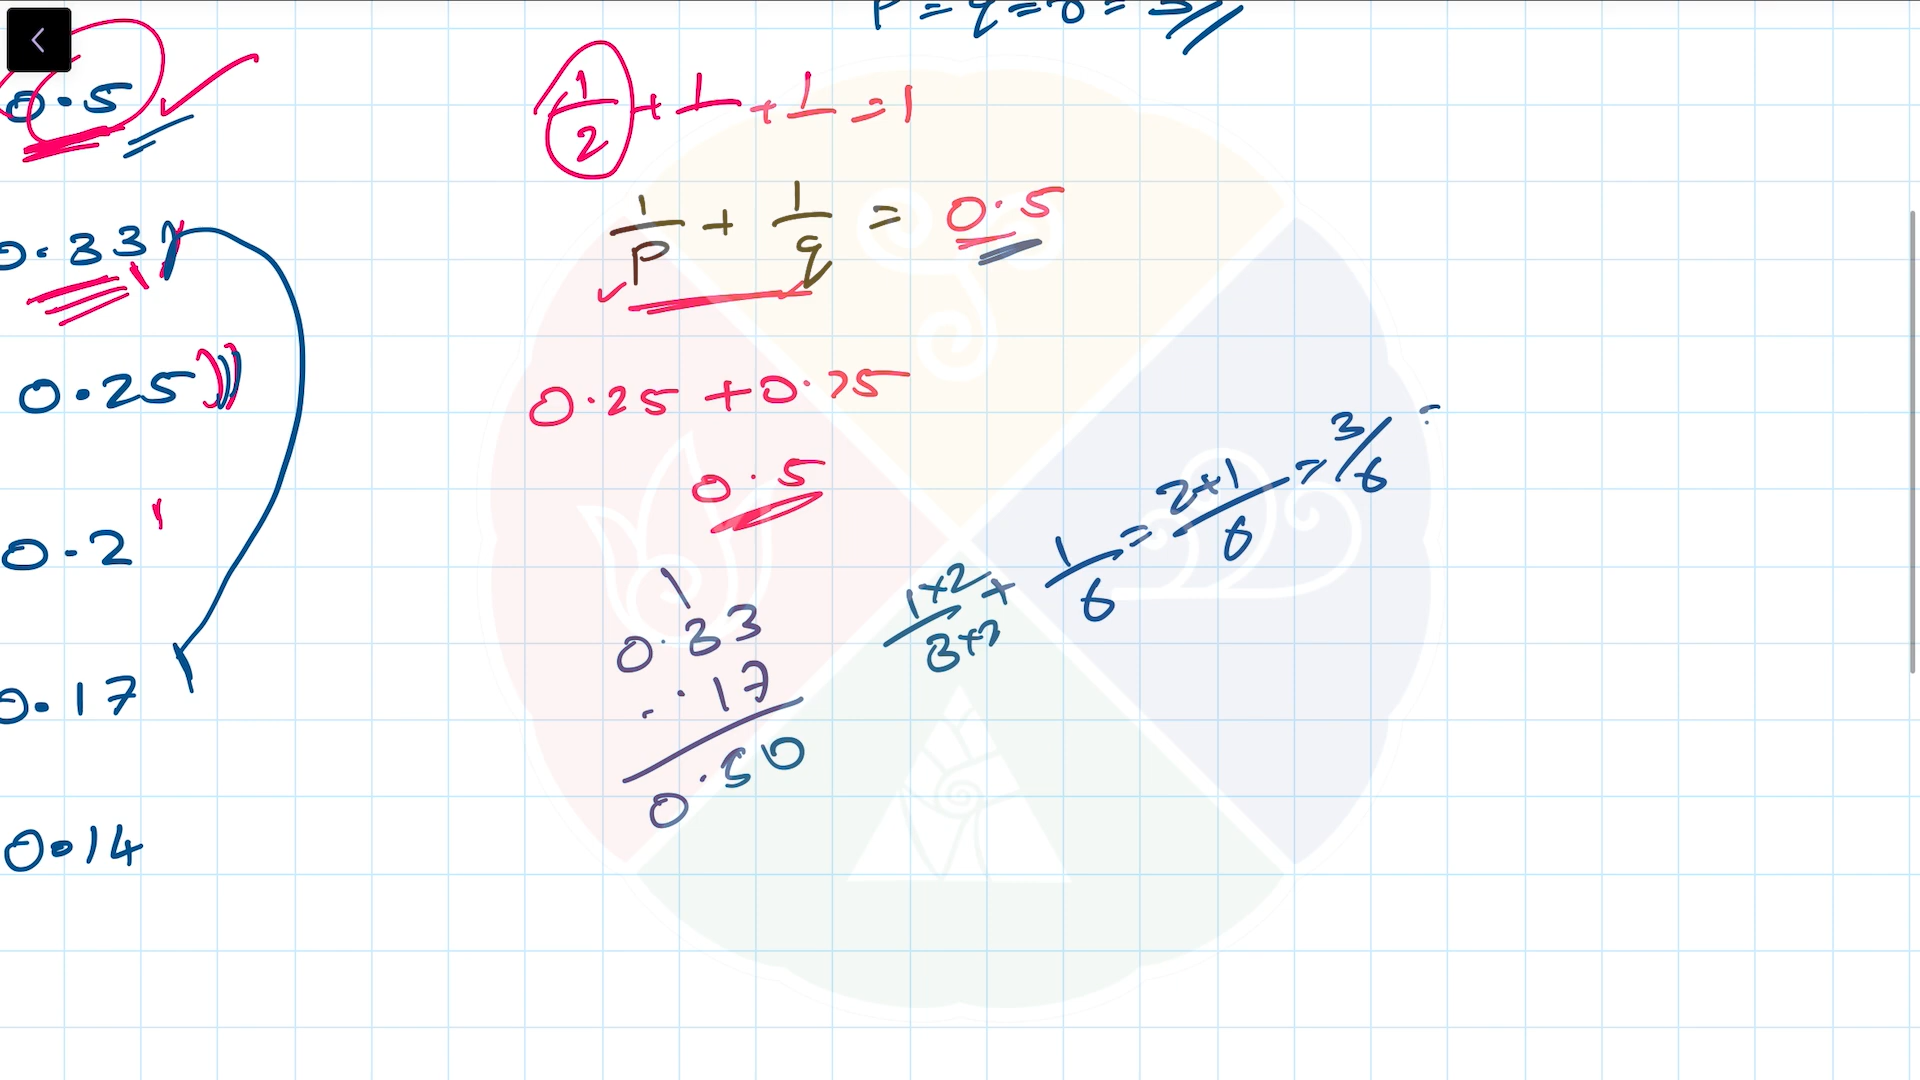 p = q = r = 3
0.5
1/2 + 1/ + 1/ = 1
1/p + 1/q = 0.5
0.33
0.25
0.25 + 0.25
0.5
0.2
0.33
.17
0.50
1×2/3×2 + 1/6 = 2+1/6 = 3/6 =
0.17
0.14